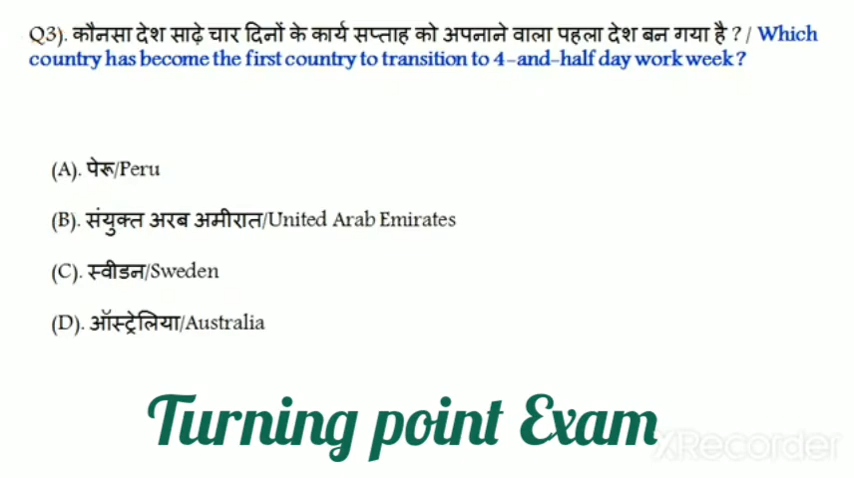 Q3). कौनसा देश साढ़े चार दिनों के कार्य सप्ताह को अपनाने वाला पहला देश बन गया है ? / Which
country has become the first country to transition to 4-and-half day work week ?
(A). पेरू/Peru
(B). संयुक्त अरब अमीरात/United Arab Emirates
(C). स्वीडन/Sweden
(D). ऑस्ट्रेलिया/Australia
Turning point Exam
XRecorder